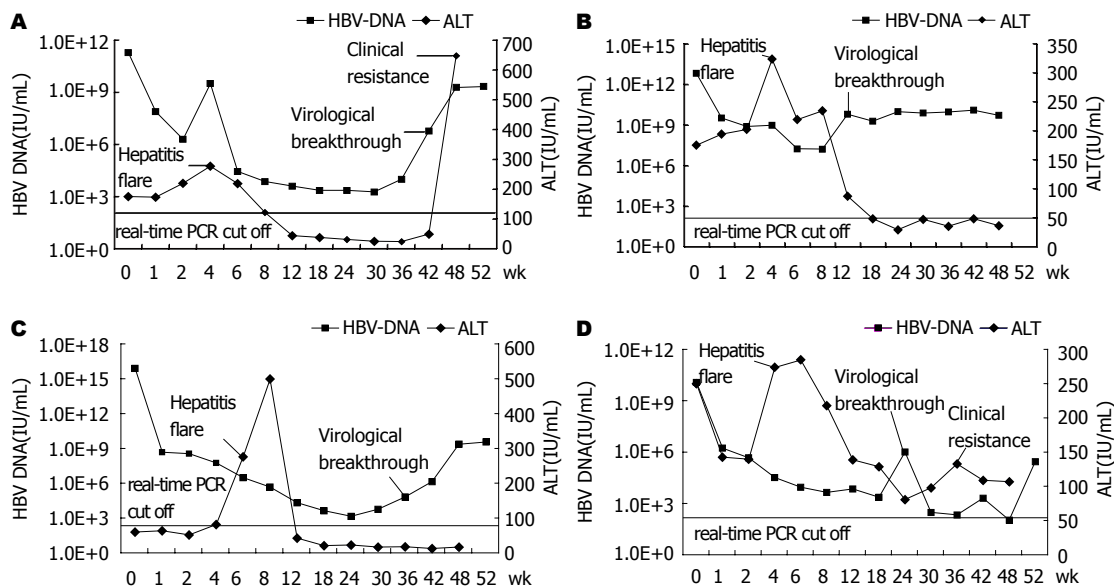 A
HBV-DNA ALT
HBV DNA(IU/mL)
1.0E+12
1.0E+9
1.0E+6
1.0E+3
1.0E+0
Clinical
resistance
Virological
breakthrough
Hepatitis
flare
real-time PCR cut off
700
600
500
400
300
200
100
0
ALT(IU/mL)
0 1 2 4 6 8 12 18 24 30 36 42 48 52 wk
B
HBV-DNA ALT
HBV DNA(IU/mL)
1.0E+15
1.0E+12
1.0E+9
1.0E+6
1.0E+3
1.0E+0
Hepatitis
flare
Virological
breakthrough
real-time PCR cut off
350
300
250
200
150
100
50
0
ALT(IU/mL)
0 1 2 4 6 8 12 18 24 30 36 42 48 52 wk
C
HBV-DNA ALT
HBV DNA(IU/mL)
1.0E+18
1.0E+15
1.0E+12
1.0E+9
1.0E+6
1.0E+3
1.0E+0
Hepatitis
flare
Virological
breakthrough
real-time PCR
cut off
600
500
400
300
200
100
0
ALT(IU/mL)
0 1 2 4 6 8 12 18 24 30 36 42 48 52 wk
D
HBV-DNA ALT
HBV DNA(IU/mL)
1.0E+12
1.0E+9
1.0E+6
1.0E+3
1.0E+0
Hepatitis
flare
Virological
breakthrough
Clinical
resistance
real-time PCR cut off
300
250
200
150
100
50
0
ALT(IU/mL)
0 1 2 4 6 8 12 18 24 30 36 42 48 52 wk